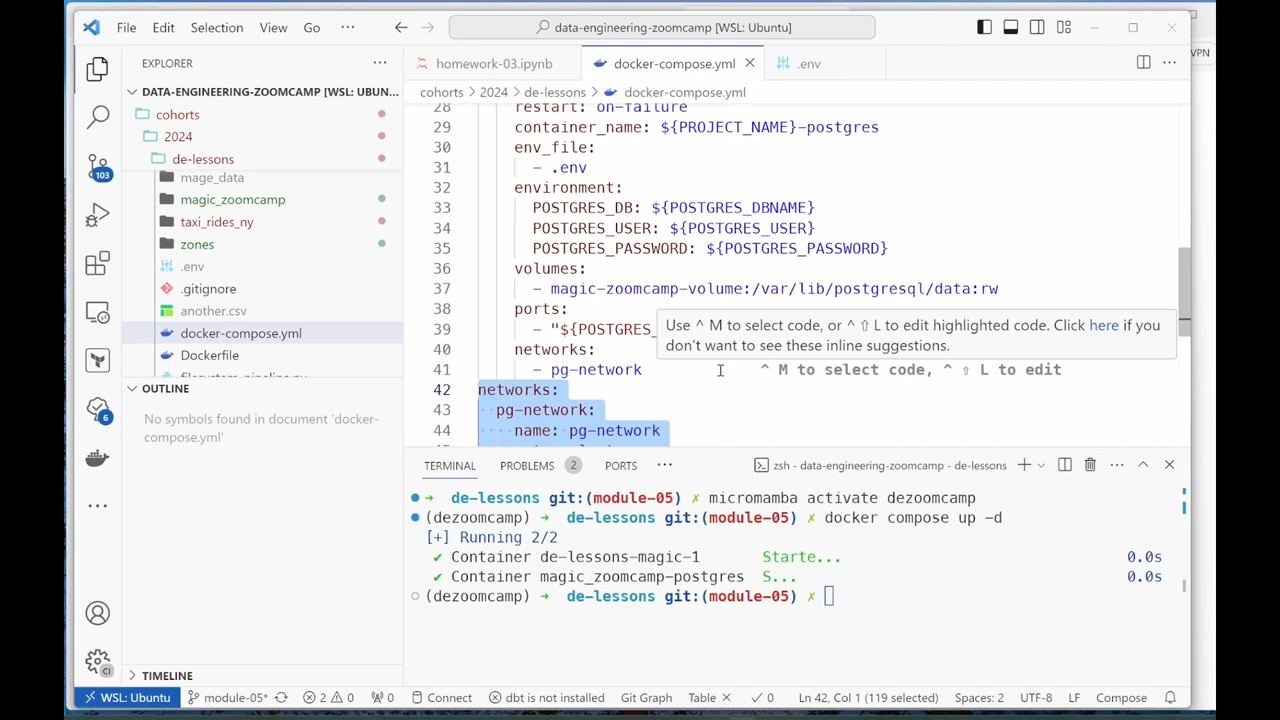 File Edit Selection View Go ··· data-engineering-zoomcamp [WSL: Ubuntu]
VPN
EXPLORER
DATA-ENGINEERING-ZOOMCAMP [WSL: UBUN...
cohorts
2024
de-lessons
mage_data
magic_zoomcamp
taxi_rides_ny
zones
.env
.gitignore
another.csv
docker-compose.yml
Dockerfile
OUTLINE
No symbols found in document 'docker-
compose.yml'
TIMELINE
103
6
CI
homework-03.ipynb docker-compose.yml .env
cohorts > 2024 > de-lessons > docker-compose.yml
28 restart: on-failure
29 container_name: ${PROJECT_NAME}-postgres
30 env_file:
31 - .env
32 environment:
33 POSTGRES_DB: ${POSTGRES_DBNAME}
34 POSTGRES_USER: ${POSTGRES_USER}
35 POSTGRES_PASSWORD: ${POSTGRES_PASSWORD}
36 volumes:
37 - magic-zoomcamp-volume:/var/lib/postgresql/data:rw
38 ports:
39 - "${POSTGRES_
40 networks:
41 - pg-network ^ M to select code, ^ ⇧ L to edit
42 networks:
43 pg-network:
44 name: pg-network
Use ^ M to select code, or ^ ⇧ L to edit highlighted code. Click here if you
don't want to see these inline suggestions.
TERMINAL PROBLEMS 2 PORTS ··· zsh - data-engineering-zoomcamp - de-lessons
➜ de-lessons git:(module-05) ✗ micromamba activate dezoomcamp
(dezoomcamp) ➜ de-lessons git:(module-05) ✗ docker compose up -d
[+] Running 2/2
✔ Container de-lessons-magic-1 Starte... 0.0s
✔ Container magic_zoomcamp-postgres S... 0.0s
(dezoomcamp) ➜ de-lessons git:(module-05) ✗
WSL: Ubuntu module-05* 2 0 0 Connect dbt is not installed Git Graph Table ✕ ✓ 0 Ln 42, Col 1 (119 selected) Spaces: 2 UTF-8 LF Compose